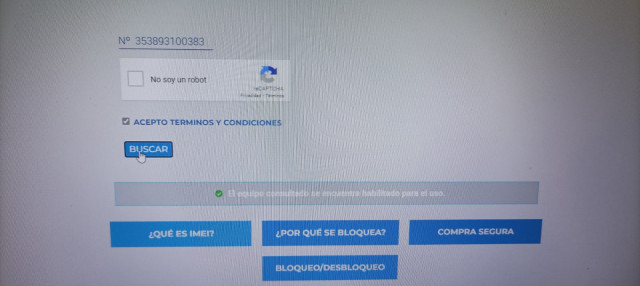 Nº 353893100383
No soy un robot
reCAPTCHA
Privacidad - Términos
ACEPTO TERMINOS Y CONDICIONES
BUSCAR
El equipo consultado se encuentra habilitado para el uso.
¿QUÉ ES IMEI?
¿POR QUÉ SE BLOQUEA?
COMPRA SEGURA
BLOQUEO/DESBLOQUEO